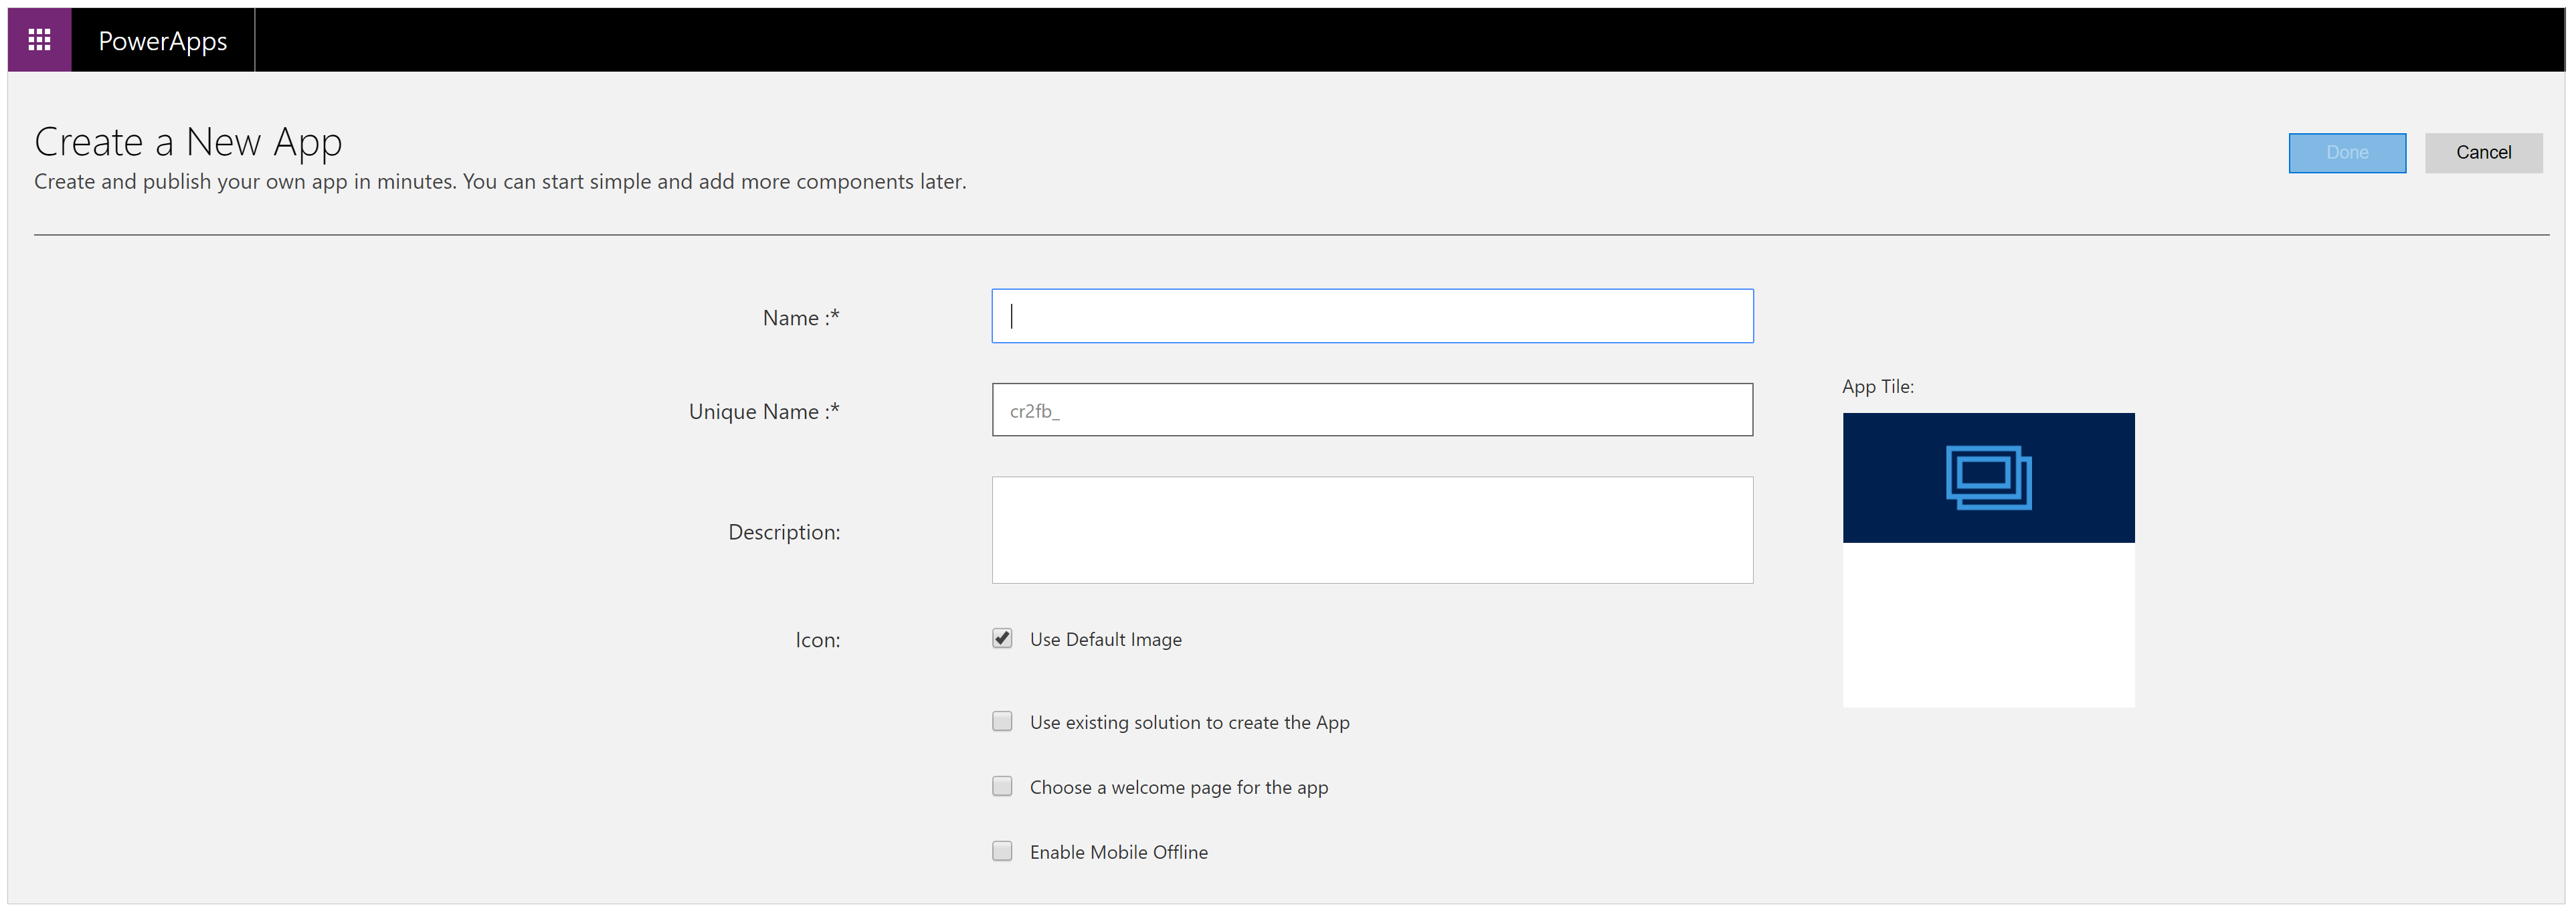 PowerApps
Create a New App
Create and publish your own app in minutes. You can start simple and add more components later.
Done
Cancel
Name :*
Unique Name :*
cr2fb_
App Tile:
Description:
Icon:
Use Default Image
Use existing solution to create the App
Choose a welcome page for the app
Enable Mobile Offline